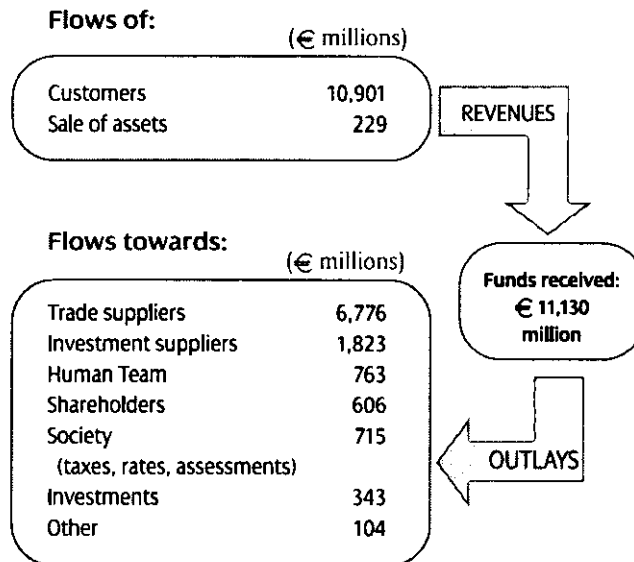 Flows of:
(€ millions)
Customers 10,901
Sale of assets 229
REVENUES
Funds received:
€ 11,130
million
Flows towards:
(€ millions)
Trade suppliers 6,776
Investment suppliers 1,823
Human Team 763
Shareholders 606
Society 715
(taxes, rates, assessments)
Investments 343
Other 104
OUTLAYS